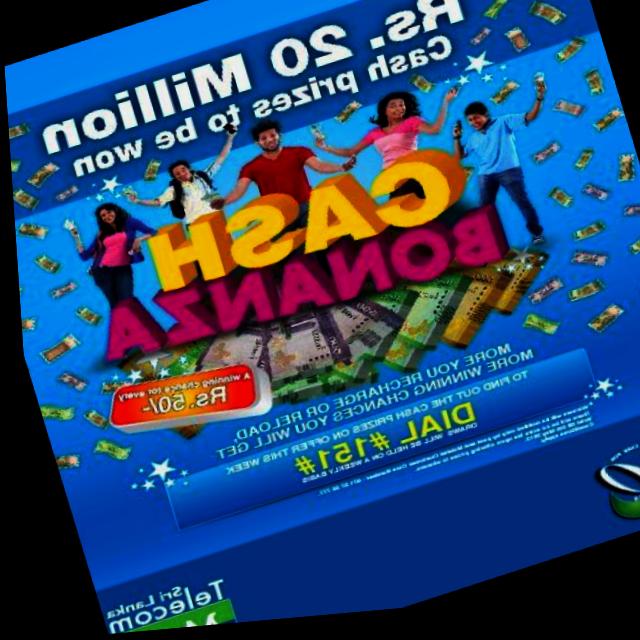 Rs. 20 Million
Cash prizes to be won
CASH
BONANZA
A winning chance for every
Rs. 50/-
MORE YOU RECHARGE OR RELOAD,
MORE WINNING CHANCES YOU WILL GET
TO FIND OUT THE CASH PRIZES ON OFFER THIS WEEK
DIAL #151#
DRAWS WILL BE HELD ON A WEEKLY BASIS
Sri Lanka
Telecom